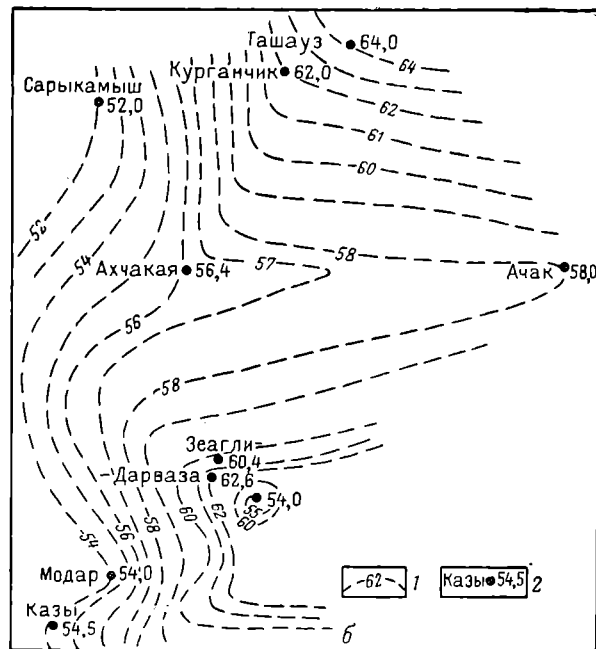 Ташауз
64,0
64
Курганчик
62,0
62
Сарыкамыш
52,0
61
60
52
54
57
58
Ахчакая
56,4
Ачак
58,0
56
58
Зеагли-
60,4
-Дарваза
62,6
54,0
55
60
62
60
58
56
54
Модар
54,0
Казы
54,5
-62-
1
Казы 54,5
2
б